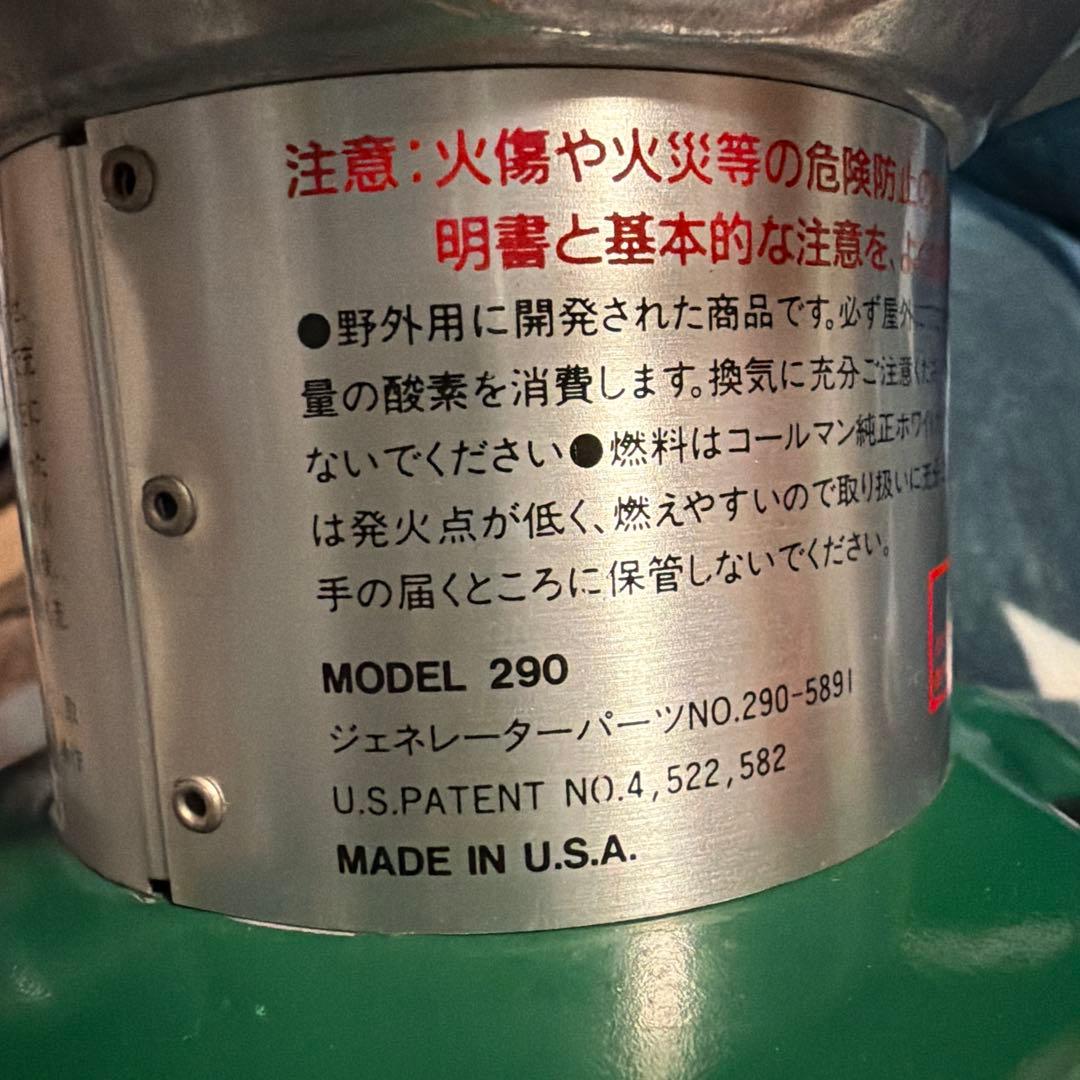 注意:火傷や火災等の危険防止の
明書と基本的な注意を、よ
●野外用に開発された商品です。必ず屋外
量の酸素を消費します。換気に充分ご注意くださ
ないでください●燃料はコールマン純正ホワイト
は発火点が低く、燃えやすいので取り扱いに充分
手の届くところに保管しないでください。
MODEL 290
ジェネレーターパーツNO.290-5891
U.S.PATENT NO.4,522,582
MADE IN U.S.A.